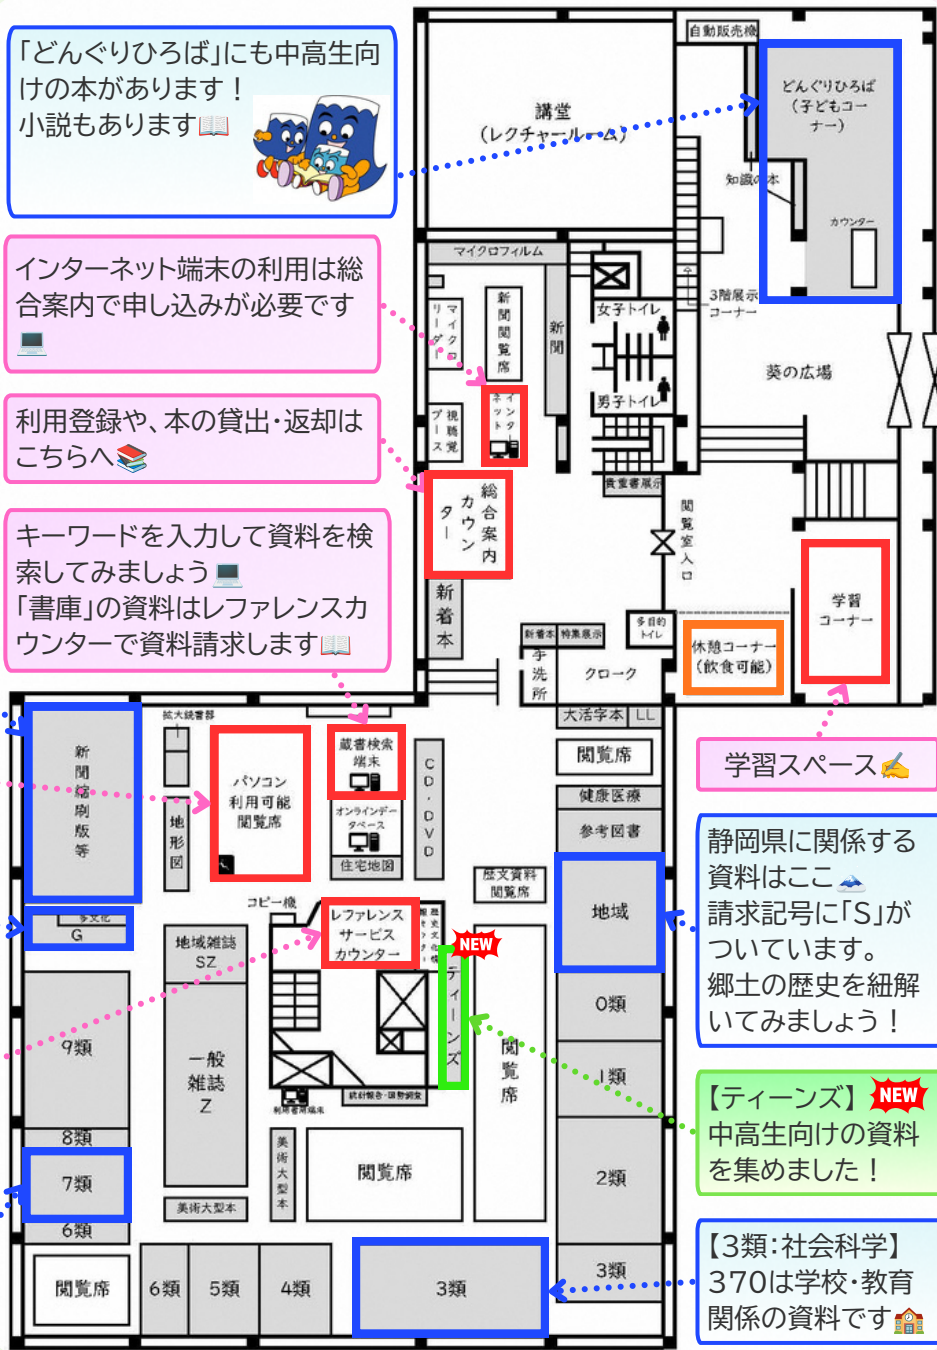 「どんぐりひろば」にも中高生向
けの本があります！
小説もあります📖
インターネット端末の利用は総
合案内で申し込みが必要です
💻
利用登録や、本の貸出・返却は
こちらへ📚
キーワードを入力して資料を検
索してみましょう💻
「書庫」の資料はレファレンスカ
ウンターで資料請求します📖
自動販売機
どんぐりひろば
(子どもコー
ナー)
講堂
(レクチャールーム)
知識の本
カウンター
マイクロフィルム
3階展示
コーナー
マイクロ
リーダー
新聞閲覧席
新聞
女子トイレ
男子トイレ
葵の広場
インター
ネット
視聴覚
ブース
貴重書展示
総合案内
カウン
ター
閲覧室入口
新着本
学習
コーナー
多目的
トイレ
休憩コーナー
(飲食可能)
新着本
特集展示
手洗所
クローク
学習スペース✍
大活字本
LL
閲覧席
健康医療
参考図書
拡大読書器
新聞縮刷版等
パソコン
利用可能
閲覧席
蔵書検索
端末
オンラインデー
タベース
住宅地図
CD・DVD
地形図
歴文資料
閲覧席
地域
静岡県に関係する
資料はここ🗻
請求記号に「S」が
ついています。
郷土の歴史を紐解
いてみましょう！
多文化
G
コピー機
レファレンス
サービス
カウンター
NEW
ティーンズ
地域雑誌
SZ
一般
雑誌
Z
閲覧席
0類
1類
2類
3類
【ティーンズ】 NEW
中高生向けの資料
を集めました！
9類
8類
7類
6類
利用者用端末
統計報告・国勢調査
美術大型本
美術大型本
閲覧席
閲覧席
6類
5類
4類
3類
【3類：社会科学】
370は学校・教育
関係の資料です🏫